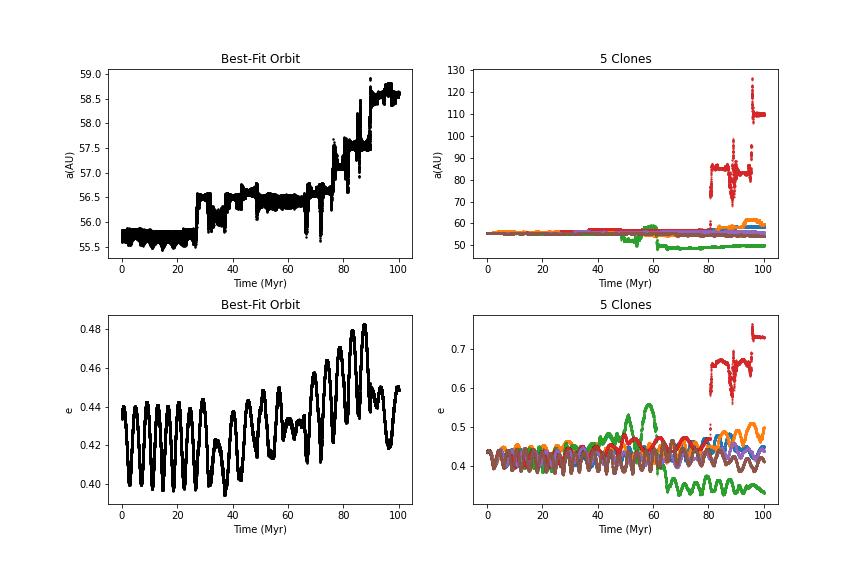 Best-Fit Orbit
59.0
58.5
58.0
57.5
57.0
56.5
56.0
55.5
a(AU)
0 20 40 60 80 100
Time (Myr)
5 Clones
130
120
110
100
90
80
70
60
50
a(AU)
0 20 40 60 80 100
Time (Myr)
Best-Fit Orbit
0.48
0.46
0.44
0.42
0.40
e
0 20 40 60 80 100
Time (Myr)
5 Clones
0.7
0.6
0.5
0.4
e
0 20 40 60 80 100
Time (Myr)